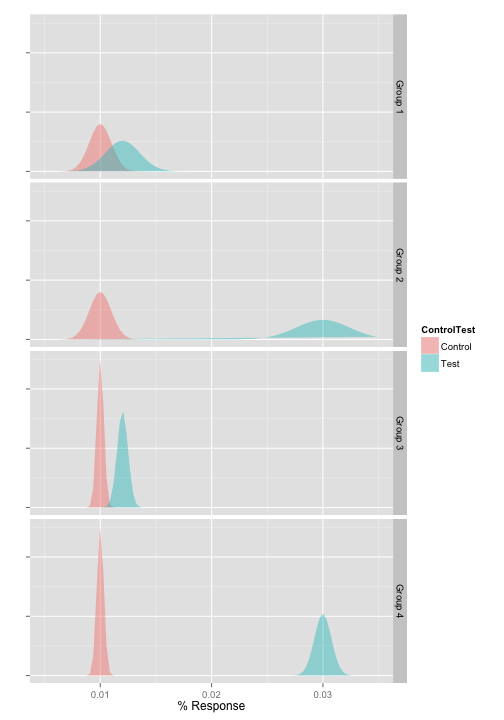 Group 1
Group 2
Group 3
Group 4
ControlTest
Control
Test
0.01 0.02 0.03
% Response